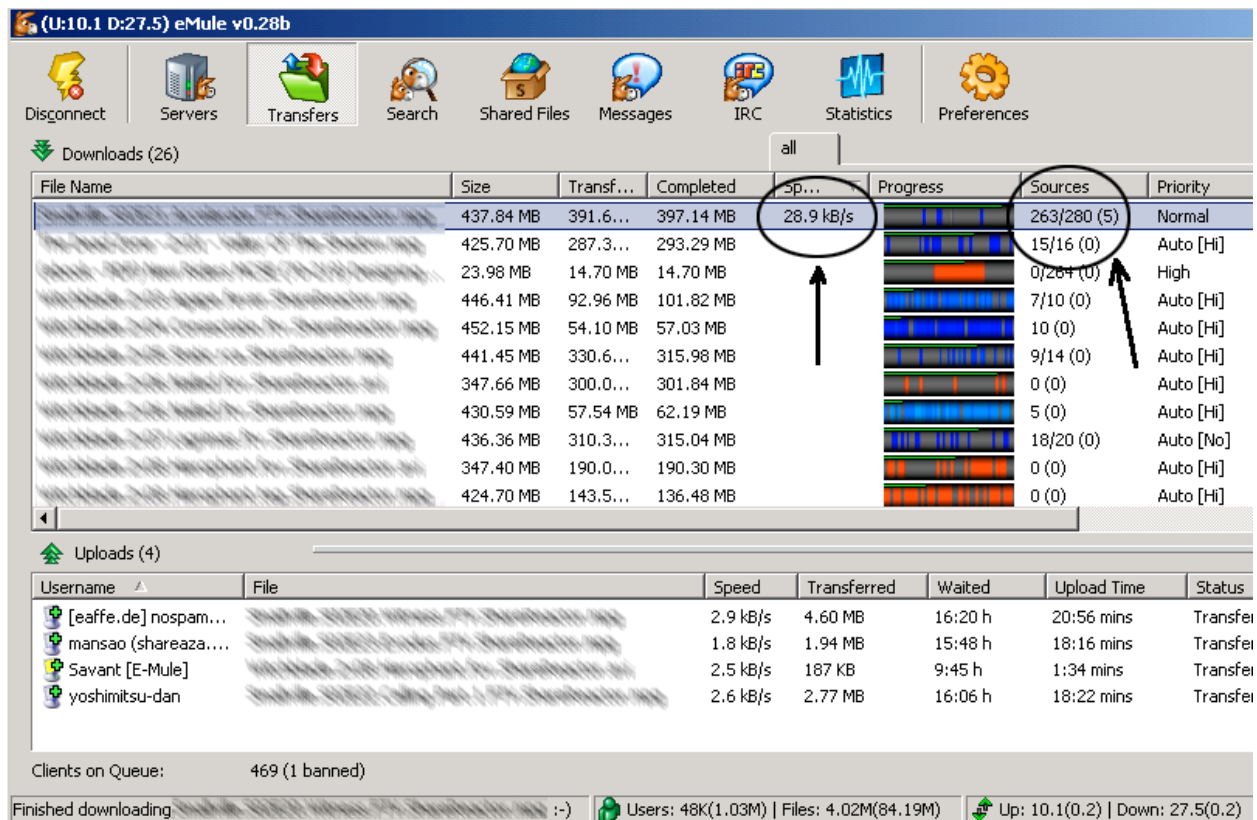 (U:10.1 D:27.5) eMule v0.28b
Disconnect Servers Transfers Search Shared Files Messages IRC Statistics Preferences
Downloads (26) all
File Name Size Transf... Completed Sp... Progress Sources Priority
437.84 MB 391.6... 397.14 MB 28.9 kB/s 263/280 (5) Normal
425.70 MB 287.3... 293.29 MB 15/16 (0) Auto [Hi]
23.98 MB 14.70 MB 14.70 MB 0/264 (0) High
446.41 MB 92.96 MB 101.82 MB 7/10 (0) Auto [Hi]
452.15 MB 54.10 MB 57.03 MB 10 (0) Auto [Hi]
441.45 MB 330.6... 315.98 MB 9/14 (0) Auto [Hi]
347.66 MB 300.0... 301.84 MB 0 (0) Auto [Hi]
430.59 MB 57.54 MB 62.19 MB 5 (0) Auto [Hi]
436.36 MB 310.3... 315.04 MB 18/20 (0) Auto [No]
347.40 MB 190.0... 190.30 MB 0 (0) Auto [Hi]
424.70 MB 143.5... 136.48 MB 0 (0) Auto [Hi]
Uploads (4)
Username File Speed Transferred Waited Upload Time Status
[eaffe.de] nospam... 2.9 kB/s 4.60 MB 16:20 h 20:56 mins Transfe
mansao (shareaza.... 1.8 kB/s 1.94 MB 15:48 h 18:16 mins Transfe
Savant [E-Mule] 2.5 kB/s 187 KB 9:45 h 1:34 mins Transfe
yoshimitsu-dan 2.6 kB/s 2.77 MB 16:06 h 18:22 mins Transfe
Clients on Queue: 469 (1 banned)
Finished downloading :-) Users: 48K(1.03M) | Files: 4.02M(84.19M) Up: 10.1(0.2) | Down: 27.5(0.2)